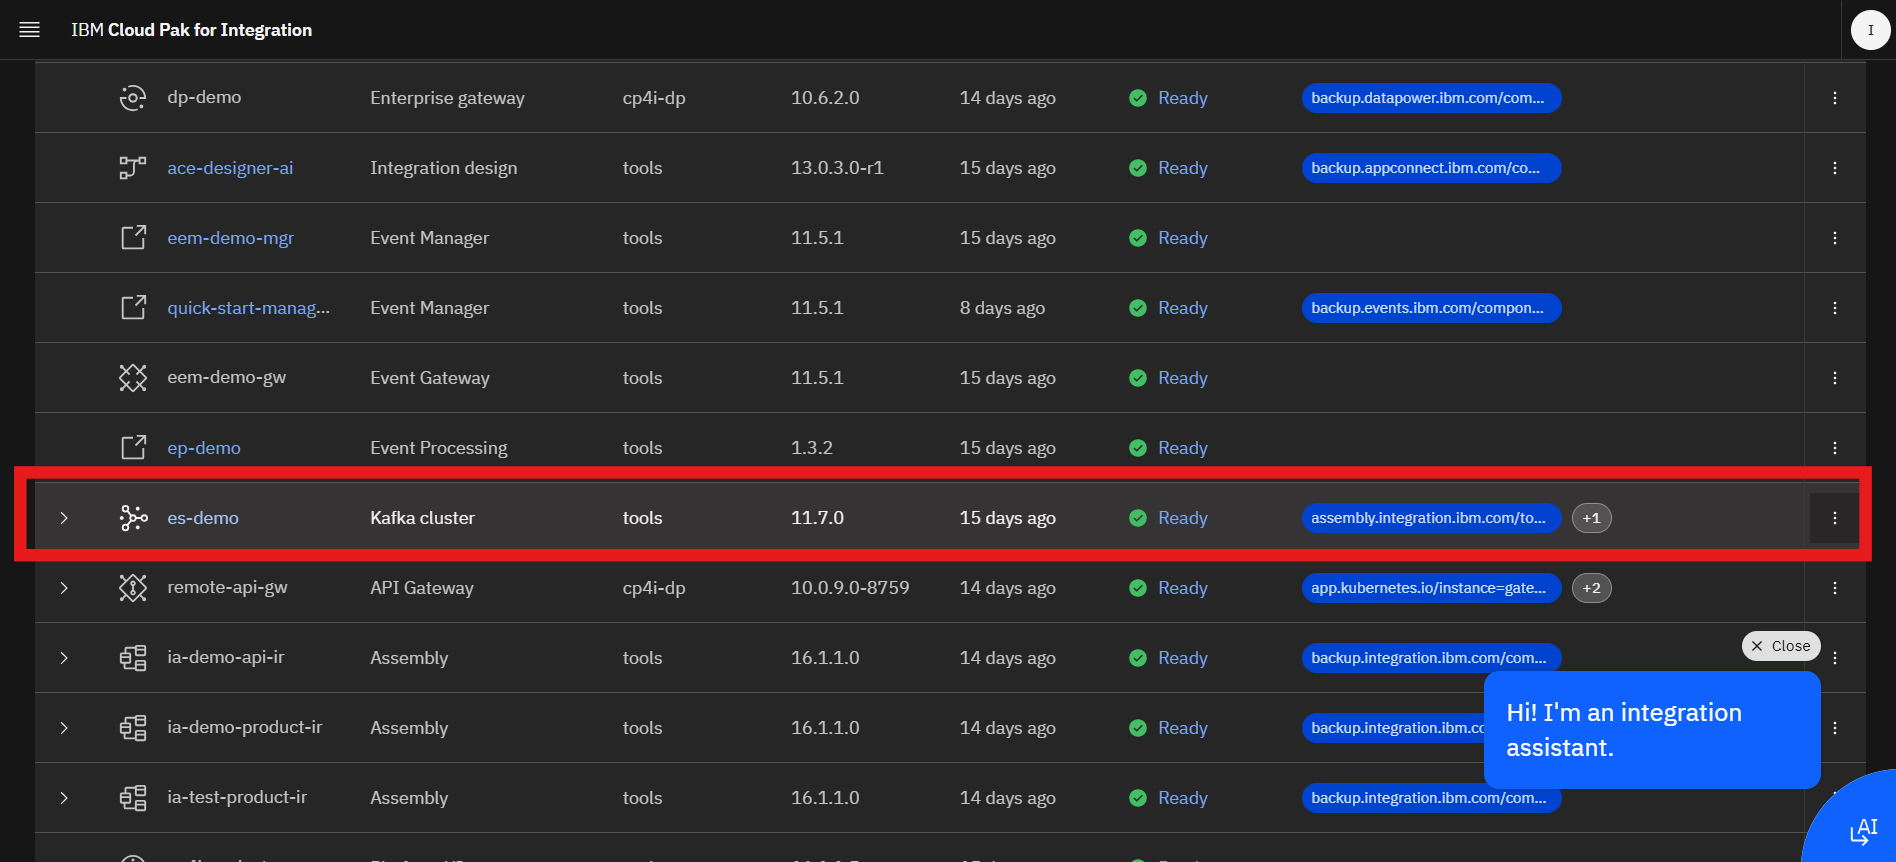 IBM Cloud Pak for Integration
I
dp-demo Enterprise gateway cp4i-dp 10.6.2.0 14 days ago Ready backup.datapower.ibm.com/com...
ace-designer-ai Integration design tools 13.0.3.0-r1 15 days ago Ready backup.appconnect.ibm.com/co...
eem-demo-mgr Event Manager tools 11.5.1 15 days ago Ready
quick-start-manag... Event Manager tools 11.5.1 8 days ago Ready backup.events.ibm.com/compon...
eem-demo-gw Event Gateway tools 11.5.1 15 days ago Ready
ep-demo Event Processing tools 1.3.2 15 days ago Ready
es-demo Kafka cluster tools 11.7.0 15 days ago Ready assembly.integration.ibm.com/to... +1
remote-api-gw API Gateway cp4i-dp 10.0.9.0-8759 14 days ago Ready app.kubernetes.io/instance=gate... +2
ia-demo-api-ir Assembly tools 16.1.1.0 14 days ago Ready backup.integration.ibm.com/com...
Close
ia-demo-product-ir Assembly tools 16.1.1.0 14 days ago Ready backup.integration.ibm.cc
Hi! I'm an integration
assistant.
ia-test-product-ir Assembly tools 16.1.1.0 14 days ago Ready backup.integration.ibm.com/com...
AI